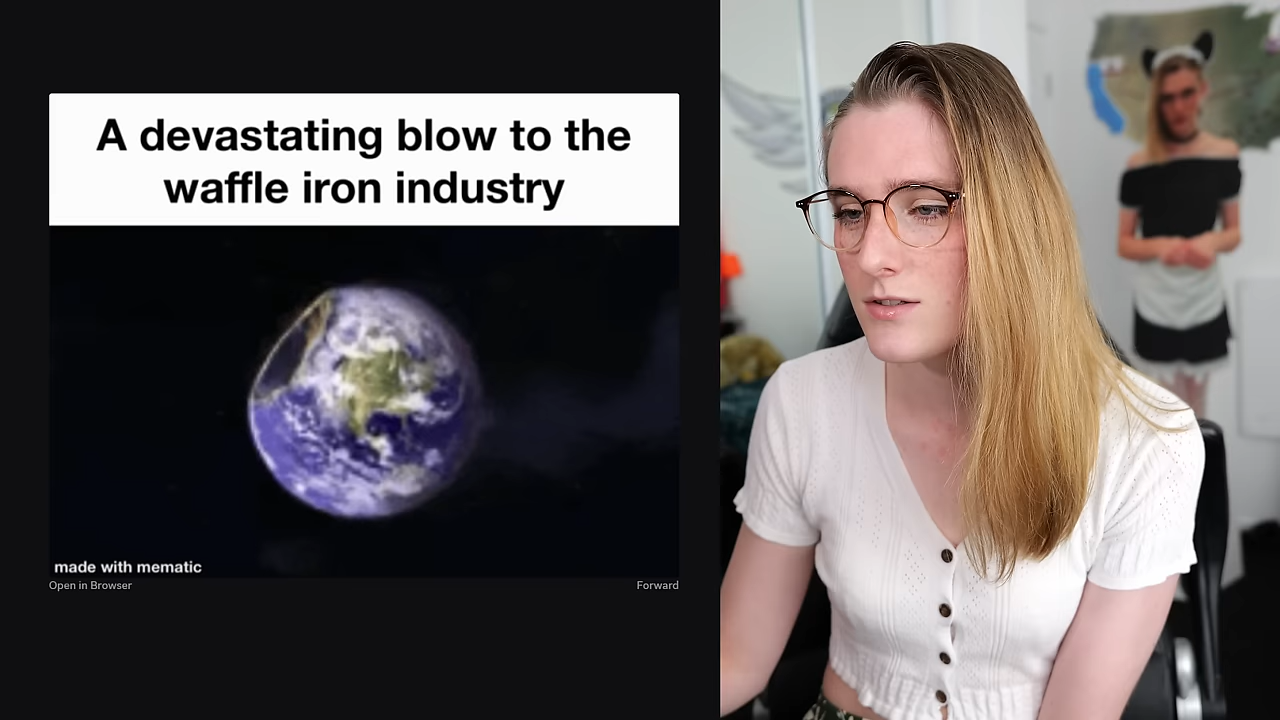 A devastating blow to the
waffle iron industry
made with mematic
Open in Browser
Forward